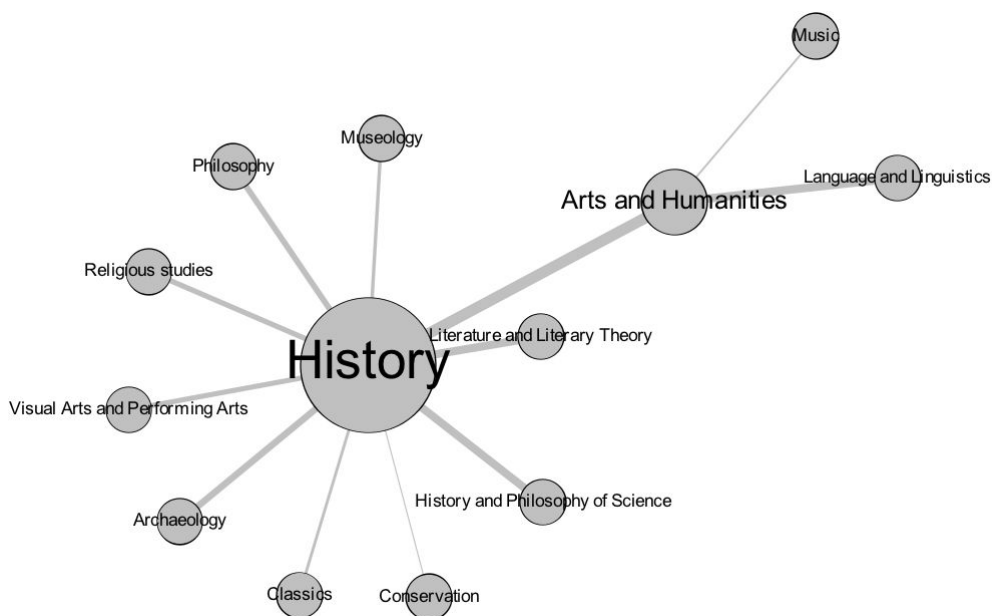 Music
Museology
Philosophy
Language and Linguistics
Arts and Humanities
Religious studies
Literature and Literary Theory
History
Visual Arts and Performing Arts
History and Philosophy of Science
Archaeology
Classics
Conservation